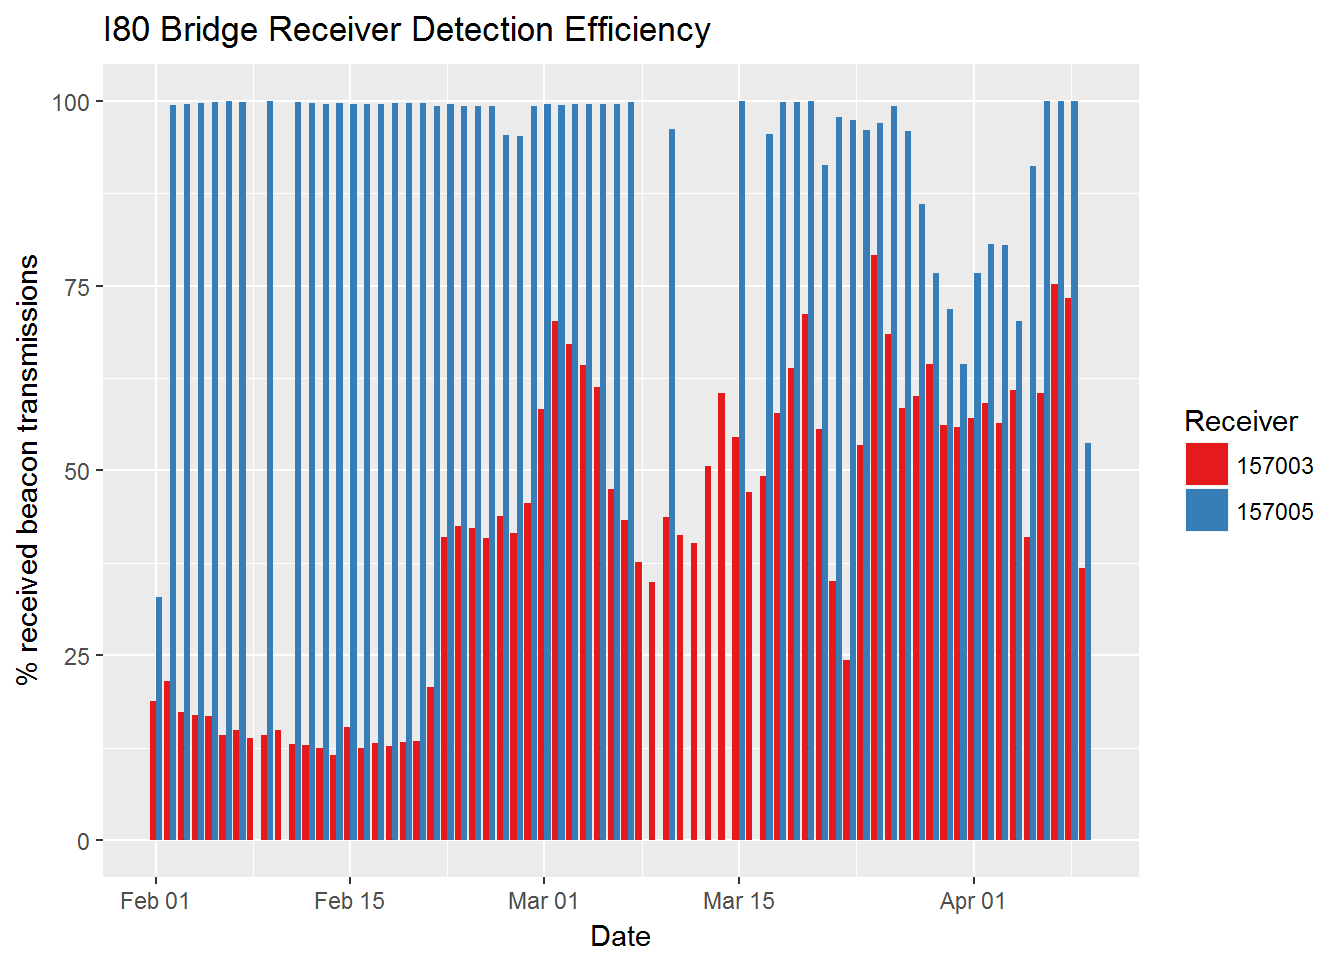 I80 Bridge Receiver Detection Efficiency
% received beacon transmissions
100
75
50
25
0
Feb 01
Feb 15
Mar 01
Mar 15
Apr 01
Date
Receiver
157003
157005